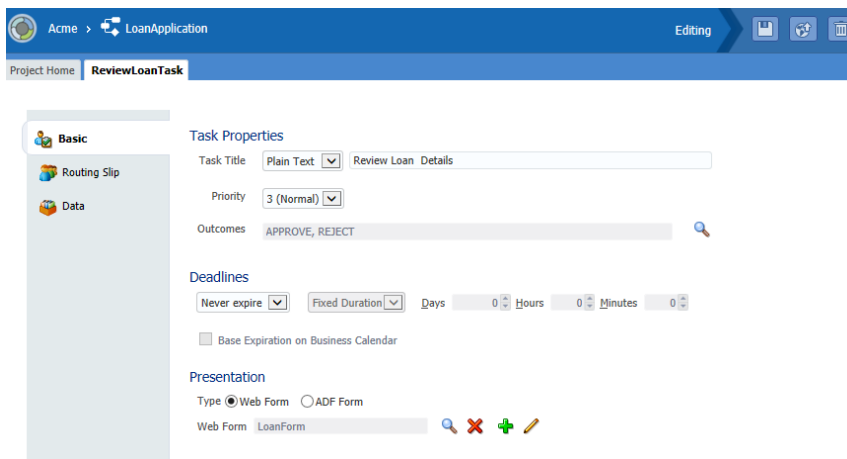 Acme > LoanApplication Editing
Project Home ReviewLoanTask
Basic
Routing Slip
Data
Task Properties
Task Title Plain Text Review Loan  Details
Priority 3 (Normal)
Outcomes APPROVE, REJECT
Deadlines
Never expire Fixed Duration Days 0 Hours 0 Minutes 0
Base Expiration on Business Calendar
Presentation
Type Web Form ADF Form
Web Form LoanForm